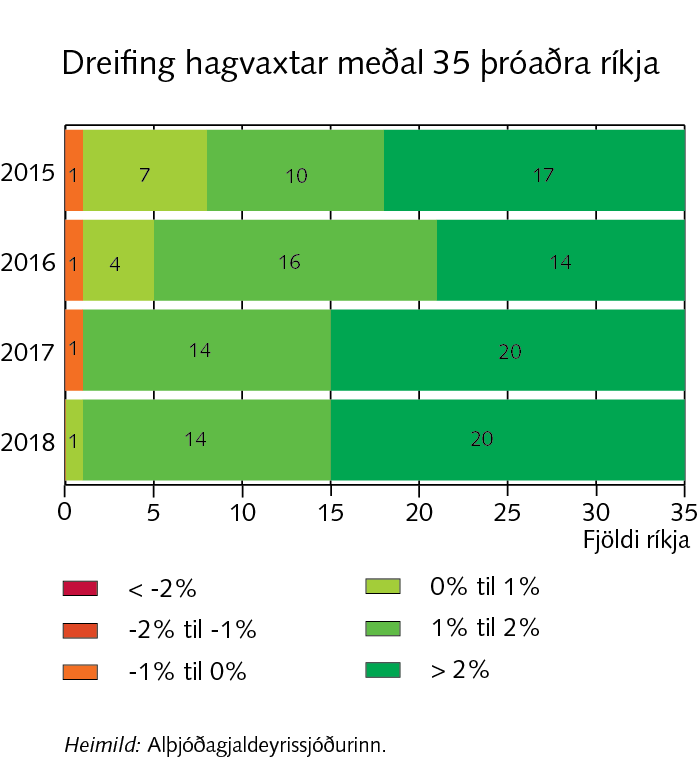 Dreifing hagvaxtar meðal 35 þróaðra ríkja
2015 1 7 10 17
2016 1 4 16 14
2017 1 14 20
2018 1 14 20
0 5 10 15 20 25 30 35
Fjöldi ríkja
< -2% 0% til 1%
-2% til -1% 1% til 2%
-1% til 0% > 2%
Heimild: Alþjóðagjaldeyrissjóðurinn.